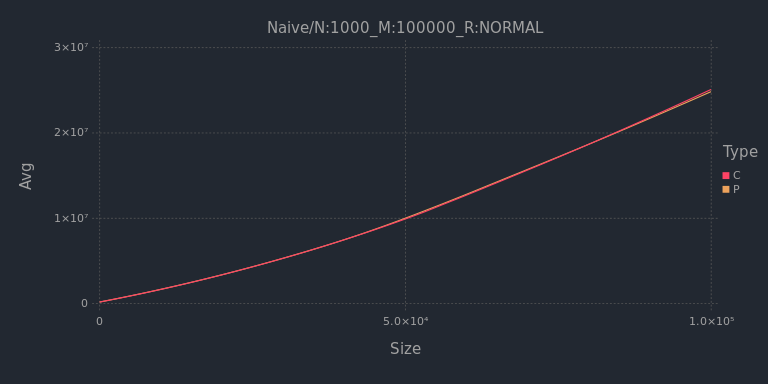 Naive/N:1000_M:100000_R:NORMAL
3×10⁷
2×10⁷
1×10⁷
0
Avg
0
5.0×10⁴
1.0×10⁵
Size
Type
C
P